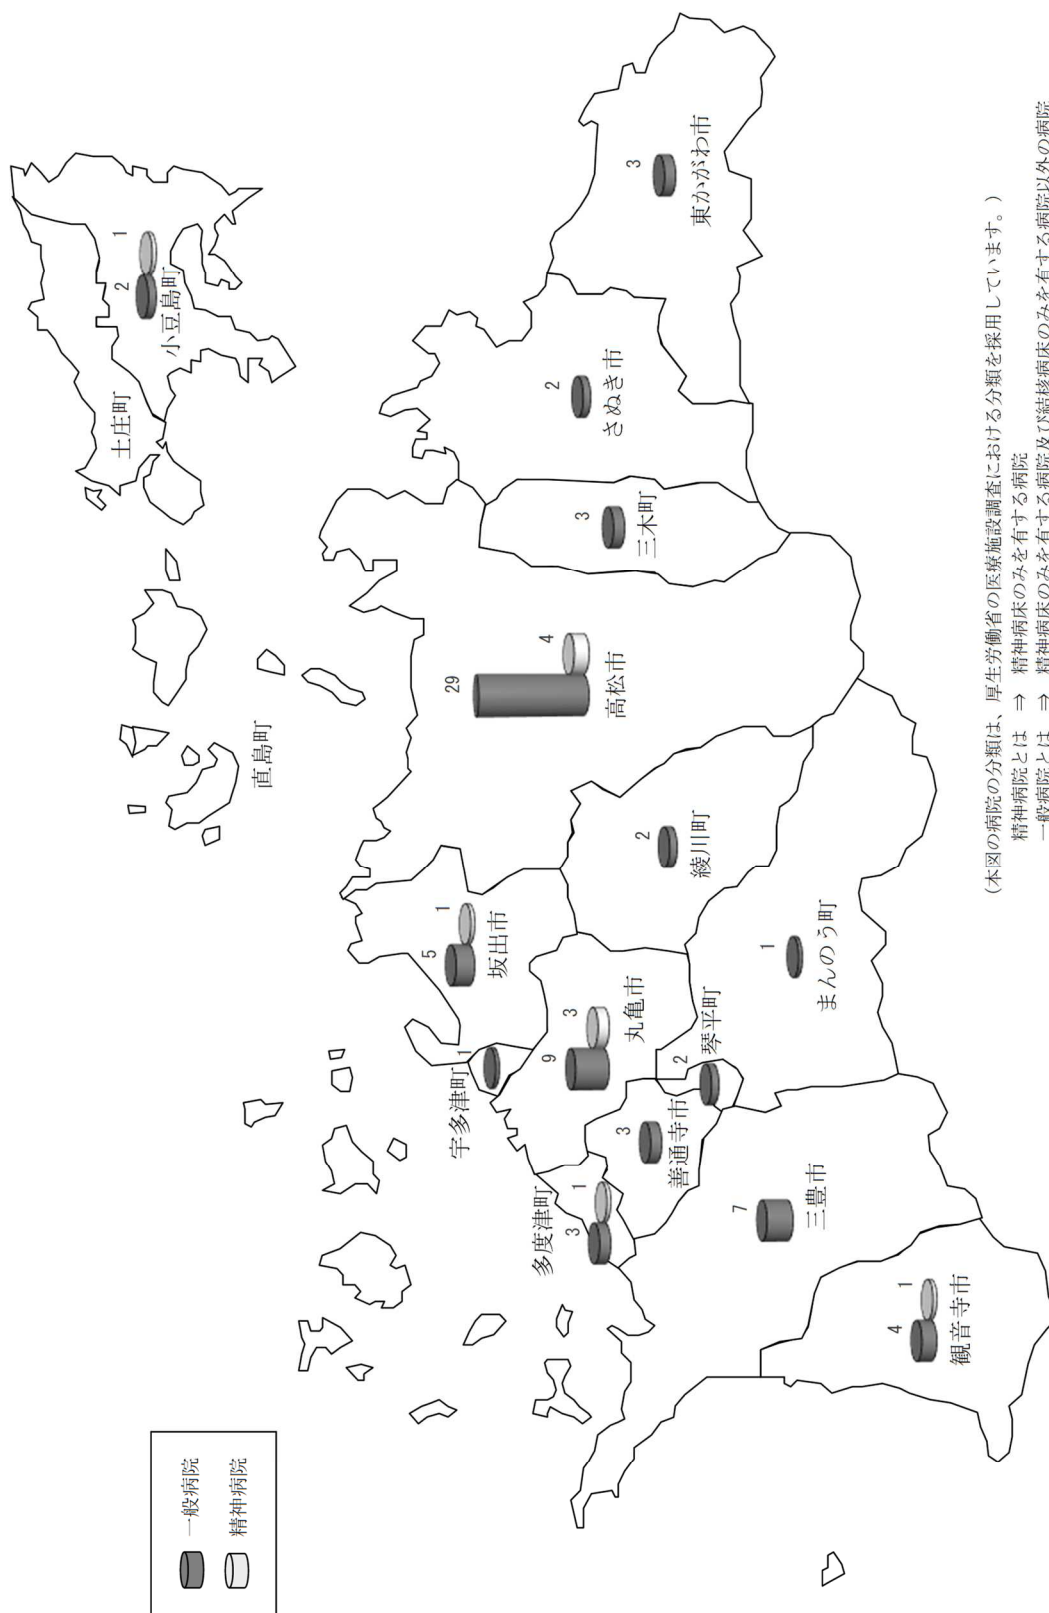 一般病院
精神病院
土庄町
2
1
小豆島町
直島町
29
4
高松市
3
三木町
2
さぬき市
3
東かがわ市
5
1
坂出市
1
宇多津町
9
3
丸亀市
2
綾川町
3
1
多度津町
3
善通寺市
2
琴平町
1
まんのう町
7
三豊市
4
1
観音寺市
(本図の病院の分類は、厚生労働省の医療施設調査における分類を採用しています。)
精神病院とは ⇒ 精神病床のみを有する病院
一般病院とは ⇒ 精神病床のみを有する病院及び結核病床のみを有する病院以外の病院